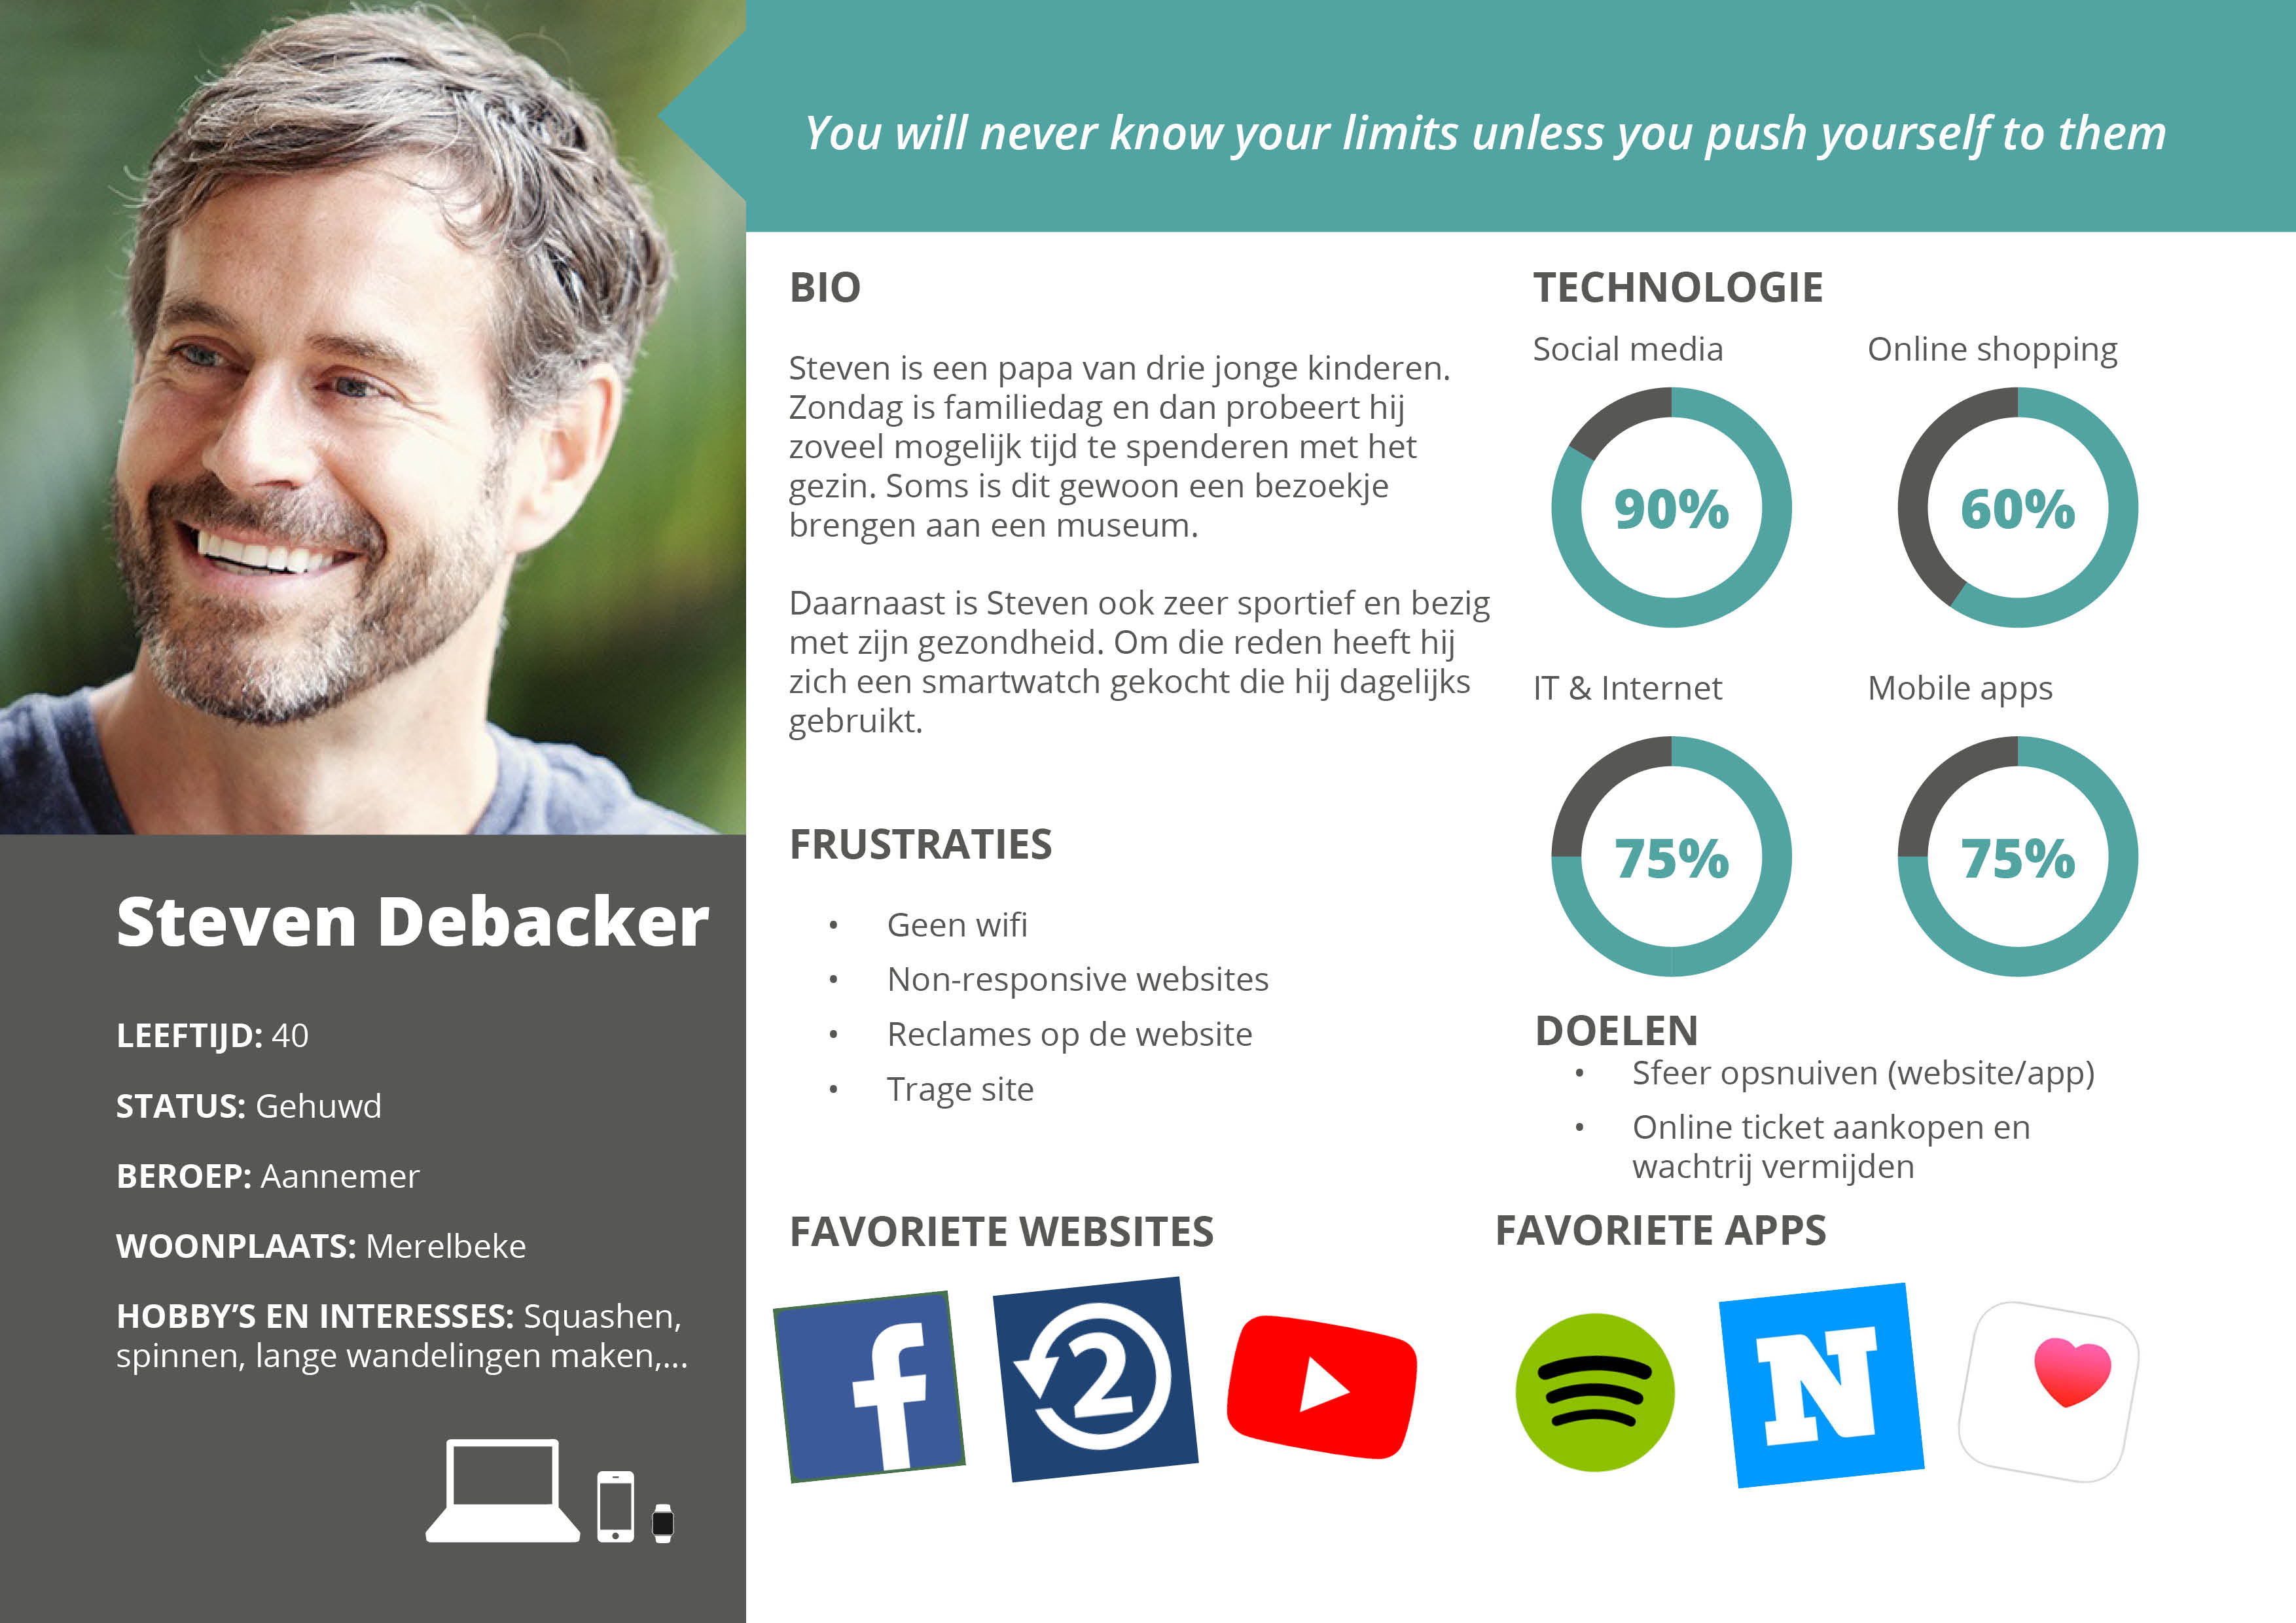 You will never know your limits unless you push yourself to them
Steven Debacker
LEEFTIJD: 40
STATUS: Gehuwd
BEROEP: Aannemer
WOONPLAATS: Merelbeke
HOBBY’S EN INTERESSES: Squashen,
spinnen, lange wandelingen maken,...
BIO
Steven is een papa van drie jonge kinderen.
Zondag is familiedag en dan probeert hij
zoveel mogelijk tijd te spenderen met het
gezin. Soms is dit gewoon een bezoekje
brengen aan een museum.
Daarnaast is Steven ook zeer sportief en bezig
met zijn gezondheid. Om die reden heeft hij
zich een smartwatch gekocht die hij dagelijks
gebruikt.
FRUSTRATIES
• Geen wifi
• Non-responsive websites
• Reclames op de website
• Trage site
TECHNOLOGIE
Social media
90%
Online shopping
60%
IT & Internet
75%
Mobile apps
75%
DOELEN
• Sfeer opsnuiven (website/app)
• Online ticket aankopen en
wachtrij vermijden
FAVORIETE WEBSITES
f
2
FAVORIETE APPS
N